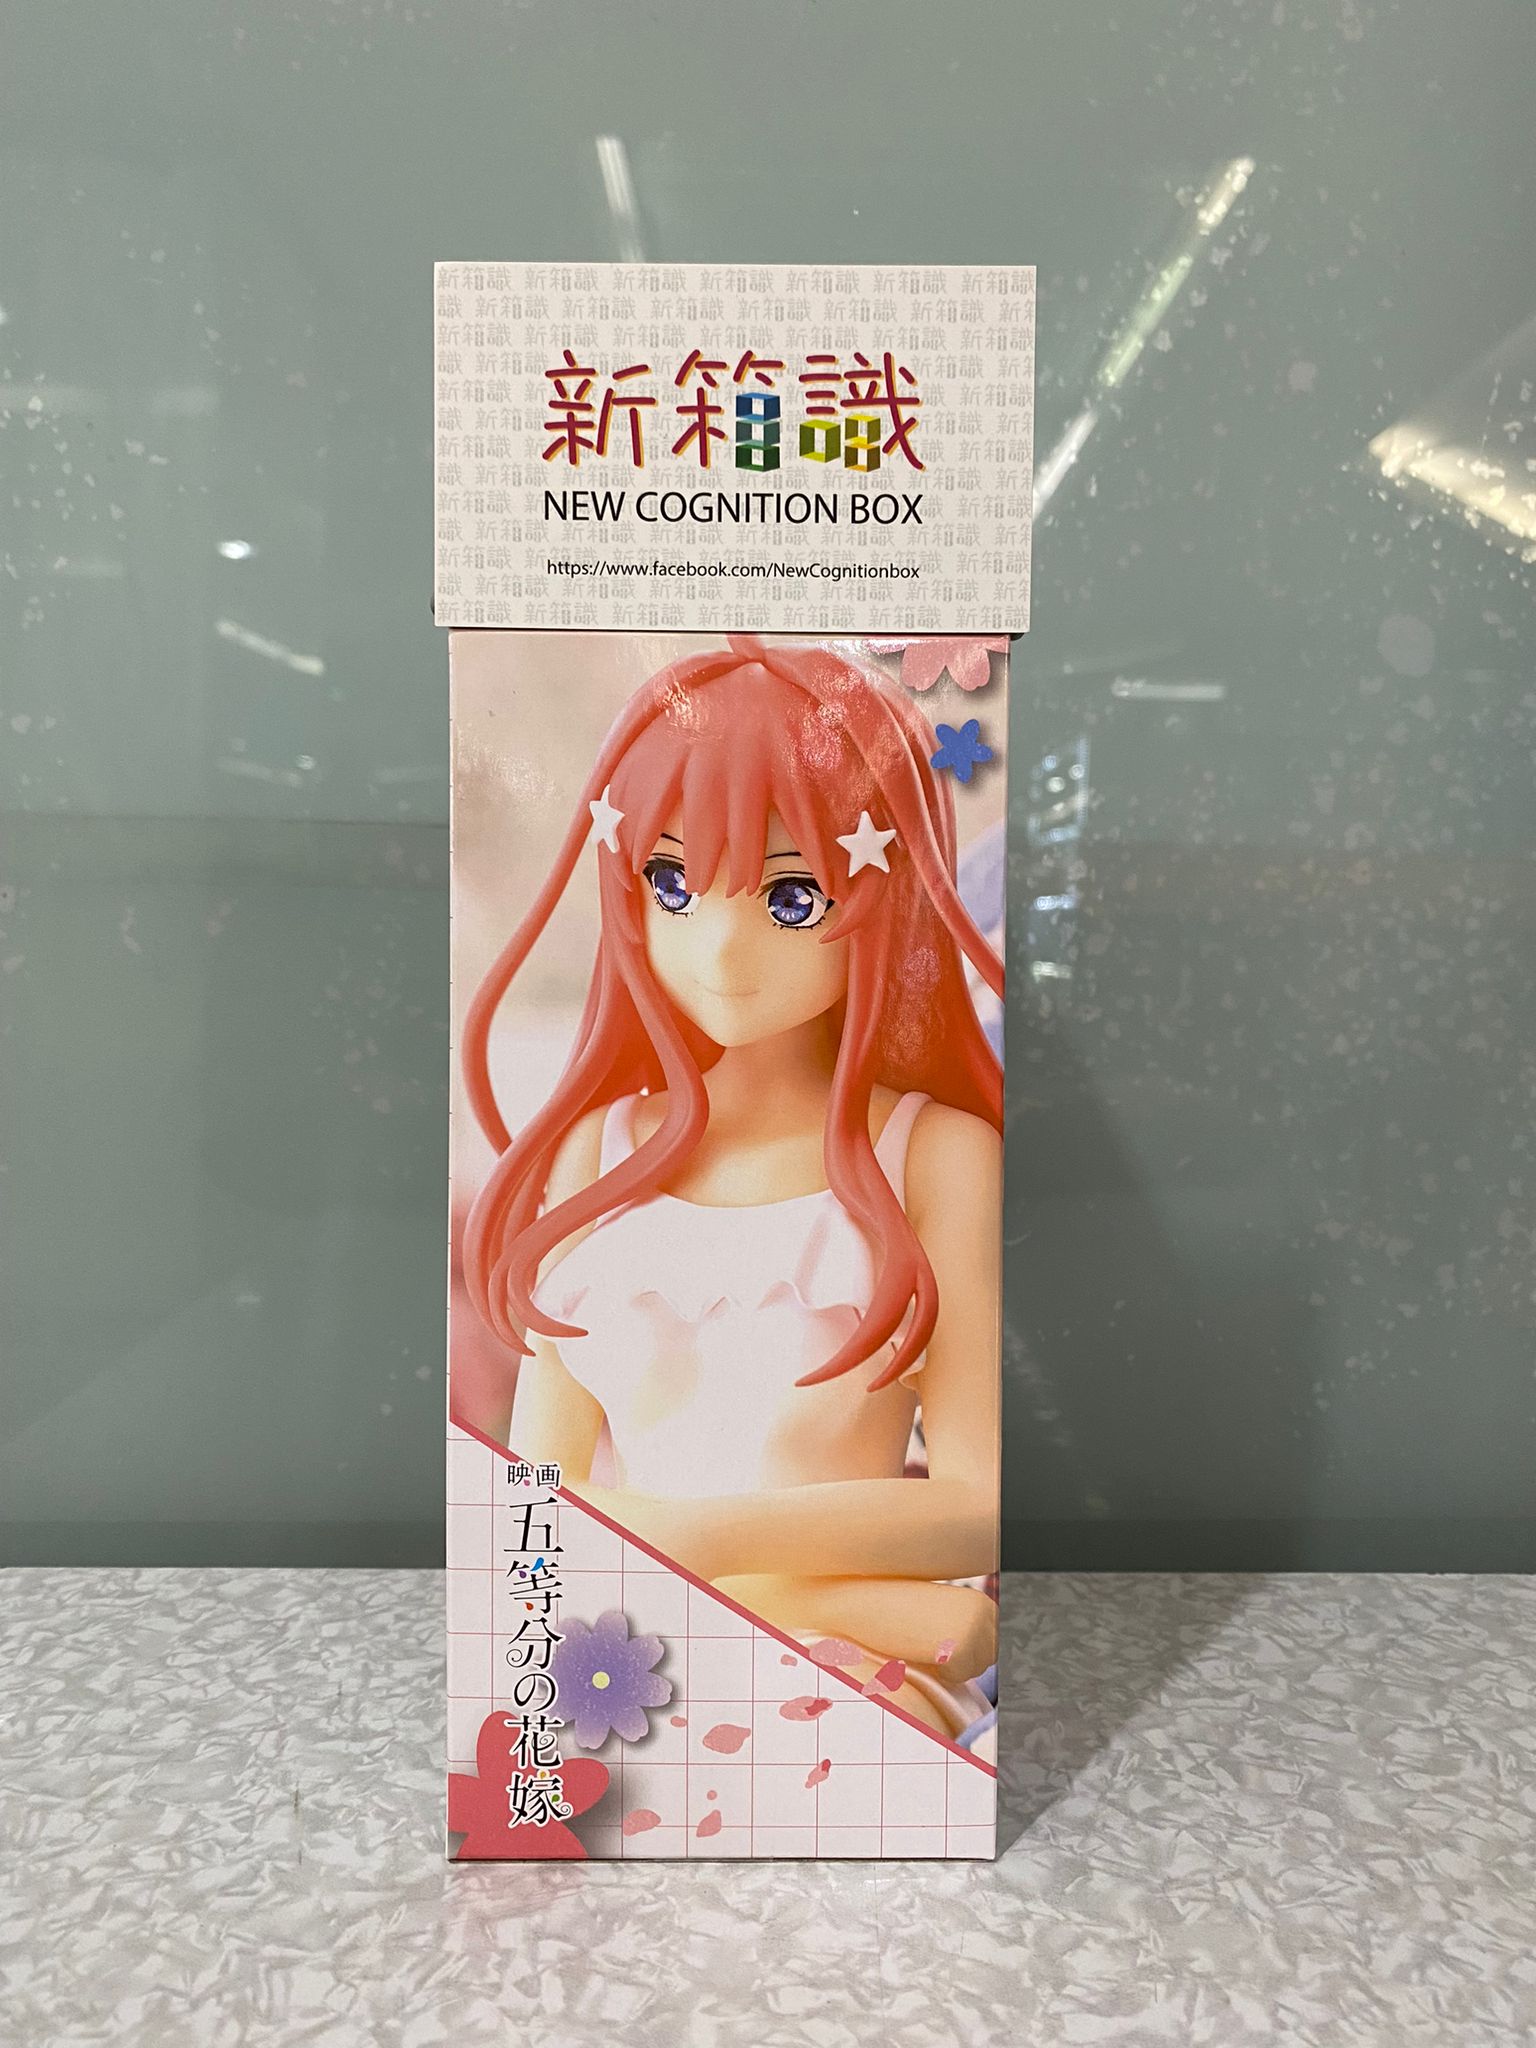 新箱識
NEW COGNITION BOX
https://www.facebook.com/NewCognitionbox
映画
五等分の花嫁